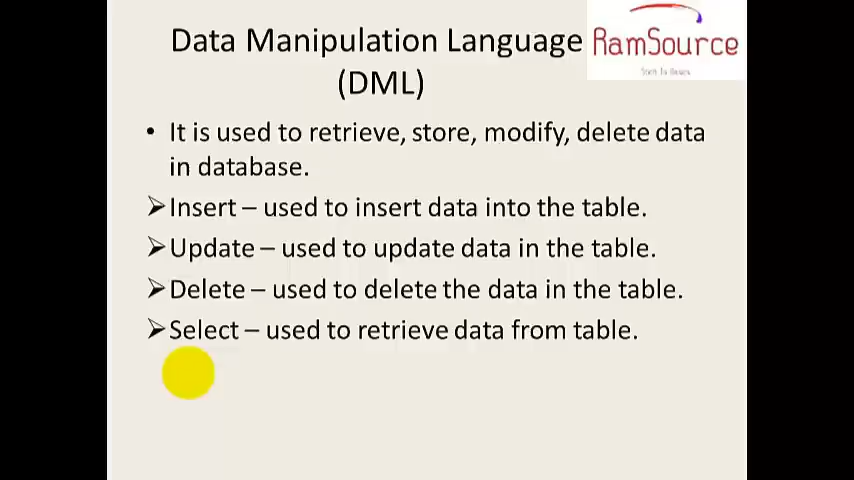 Data Manipulation Language
(DML)
RamSource
• It is used to retrieve, store, modify, delete data
in database.
➢Insert – used to insert data into the table.
➢Update – used to update data in the table.
➢Delete – used to delete the data in the table.
➢Select – used to retrieve data from table.